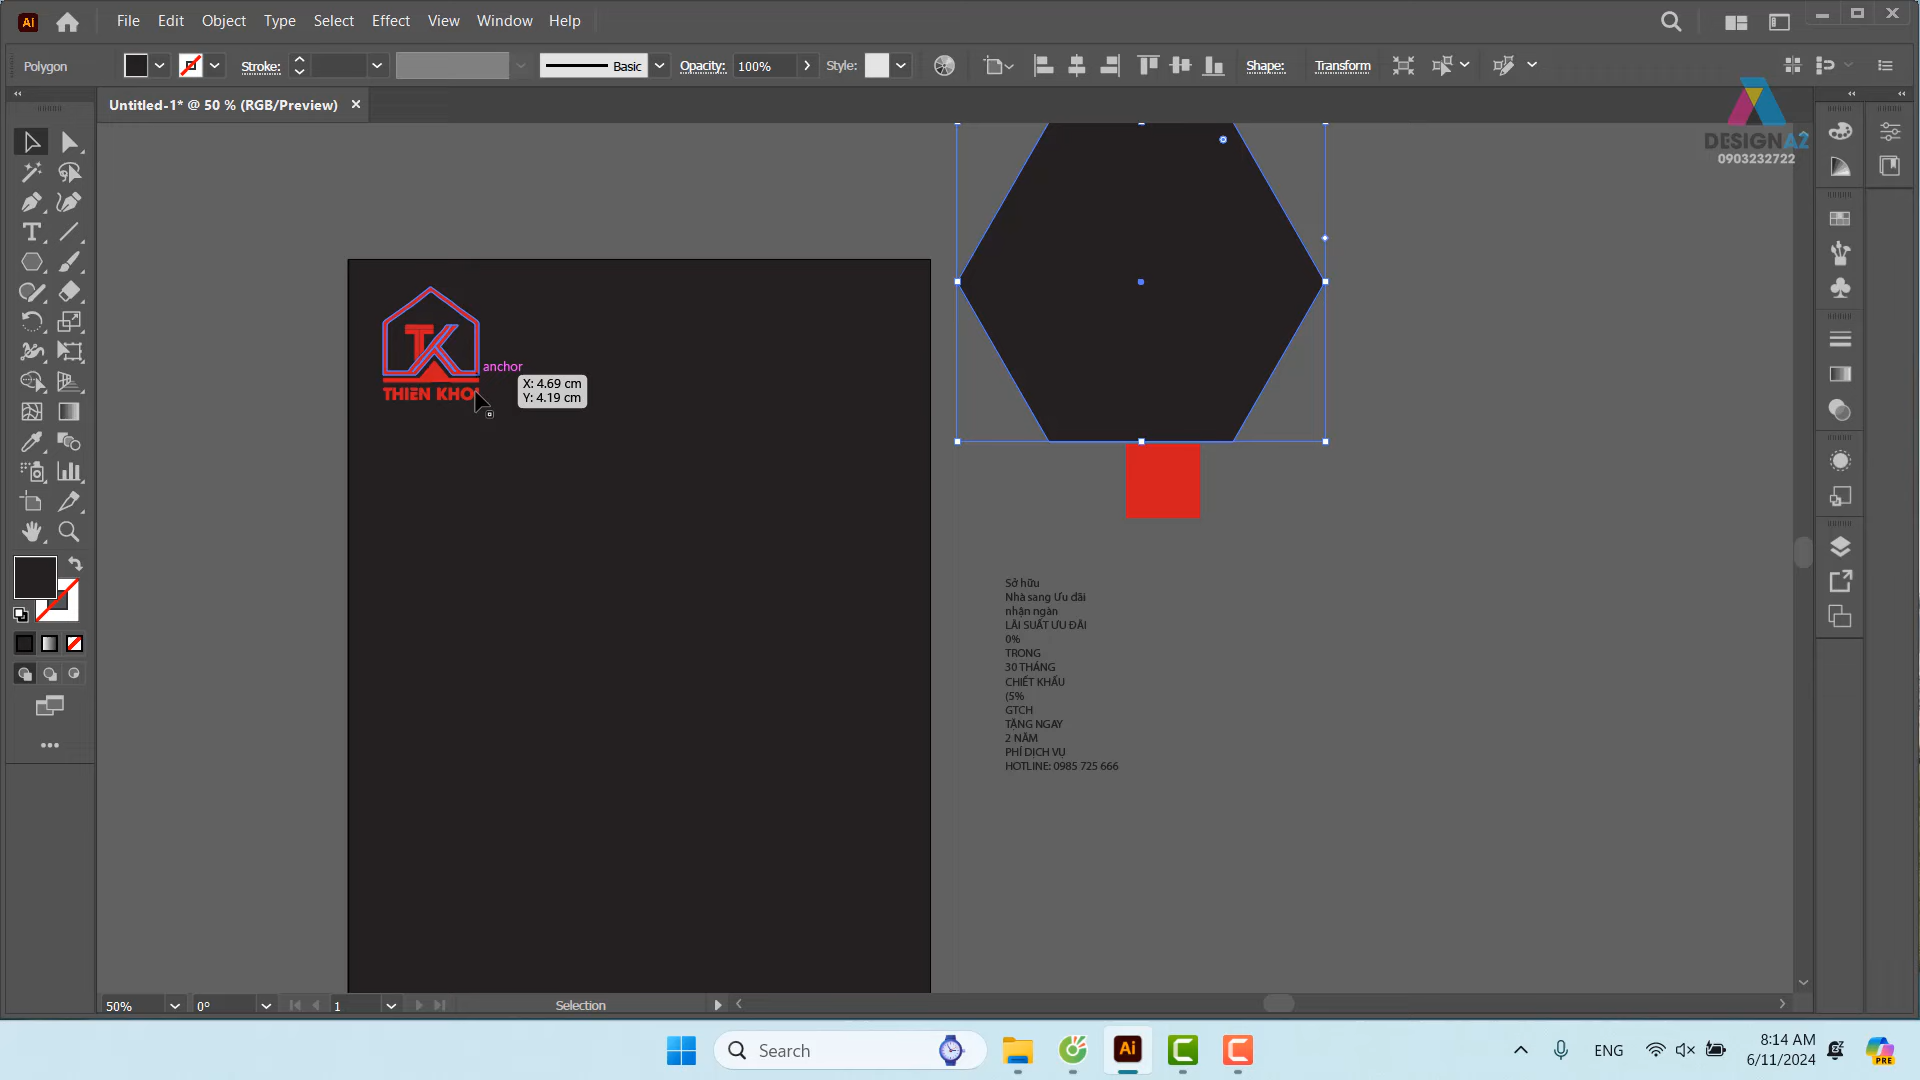 File Edit Object Type Select Effect View Window Help
Polygon Stroke: Basic Opacity: 100% Style: Shape: Transform
Untitled-1* @ 50 % (RGB/Preview)
DESIGNA2
0903232722
TK
THIEN KHOI
anchor
X: 4.69 cm
Y: 4.19 cm
Sở hữu
Nhà sang Ưu đãi
nhận ngàn
LÃI SUẤT ƯU ĐÃI
0%
TRONG
30 THÁNG
CHIẾT KHẤU
(5%
GTCH
TẶNG NGAY
2 NĂM
PHÍ DỊCH VỤ
HOTLINE: 0985 725 666
50% 0° 1 Selection
Search
Ai
ENG
8:14 AM
6/11/2024
PRE